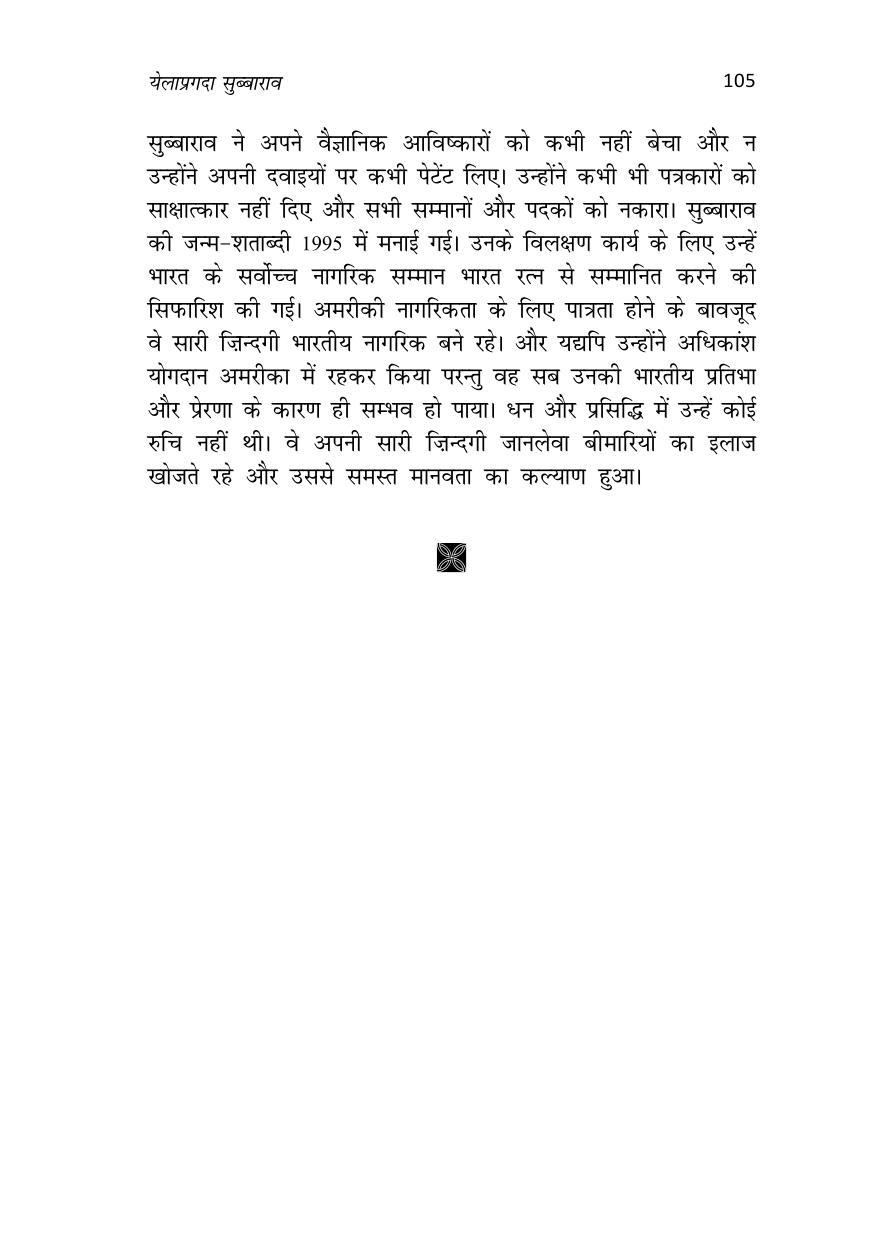 येलाप्रगदा सुब्बाराव 105
सुब्बाराव ने अपने वैज्ञानिक आविष्कारों को कभी नहीं बेचा और न
उन्होंने अपनी दवाइयों पर कभी पेटेंट लिए। उन्होंने कभी भी पत्रकारों को
साक्षात्कार नहीं दिए और सभी सम्मानों और पदकों को नकारा। सुब्बाराव
की जन्म-शताब्दी 1995 में मनाई गई। उनके विलक्षण कार्य के लिए उन्हें
भारत के सर्वोच्च नागरिक सम्मान भारत रत्न से सम्मानित करने की
सिफारिश की गई। अमरीकी नागरिकता के लिए पात्रता होने के बावजूद
वे सारी ज़िन्दगी भारतीय नागरिक बने रहे। और यद्यपि उन्होंने अधिकांश
योगदान अमरीका में रहकर किया परन्तु वह सब उनकी भारतीय प्रतिभा
और प्रेरणा के कारण ही सम्भव हो पाया। धन और प्रसिद्धि में उन्हें कोई
रुचि नहीं थी। वे अपनी सारी ज़िन्दगी जानलेवा बीमारियों का इलाज
खोजते रहे और उससे समस्त मानवता का कल्याण हुआ।